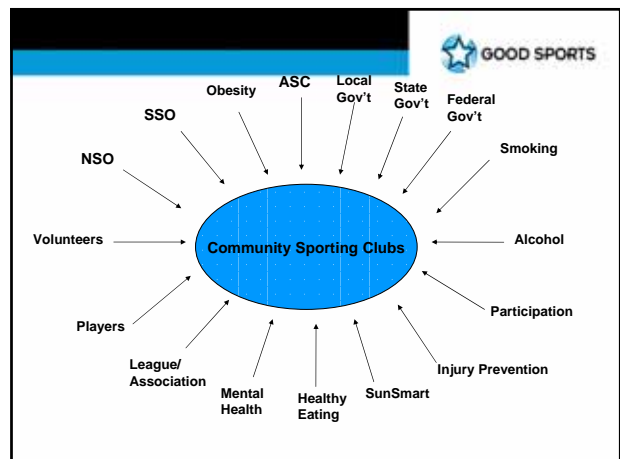 GOOD SPORTS
ASC
Local
Gov't
State
Gov't
Federal
Gov't
Obesity
SSO
Smoking
NSO
Volunteers
Community Sporting Clubs
Alcohol
Participation
Players
League/
Association
Mental
Health
Healthy
Eating
SunSmart
Injury Prevention